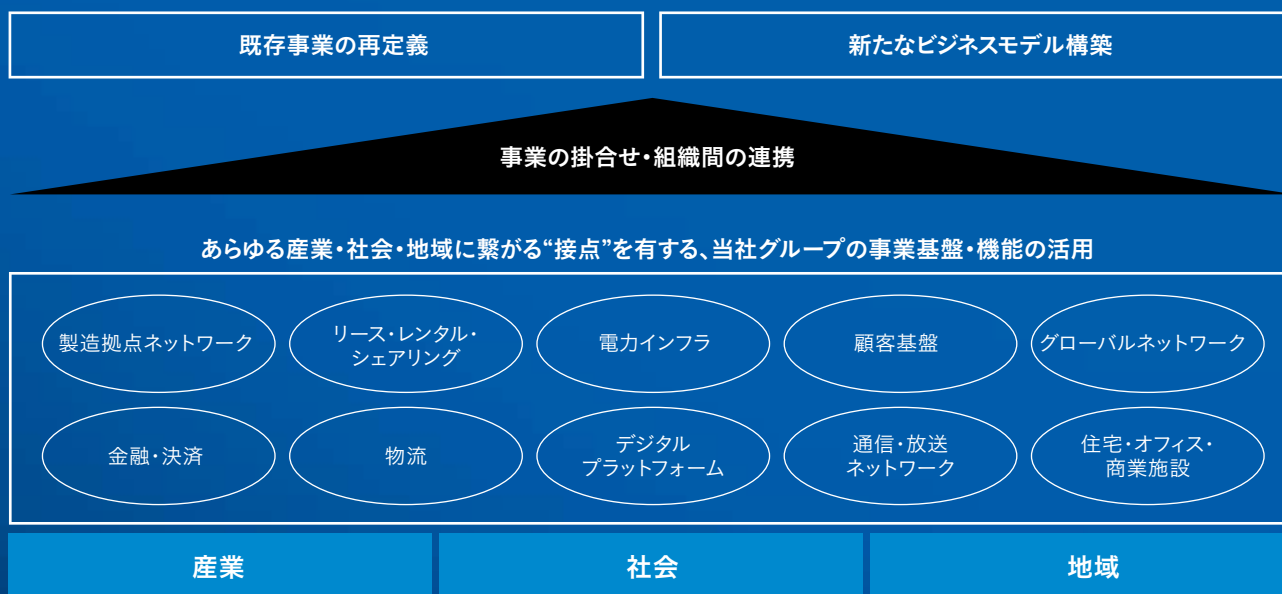 既存事業の再定義
新たなビジネスモデル構築
事業の掛合せ・組織間の連携
あらゆる産業・社会・地域に繋がる“接点”を有する、当社グループの事業基盤・機能の活用
製造拠点ネットワーク
リース・レンタル・
シェアリング
電力インフラ
顧客基盤
グローバルネットワーク
金融・決済
物流
デジタル
プラットフォーム
通信・放送
ネットワーク
住宅・オフィス・
商業施設
産業
社会
地域